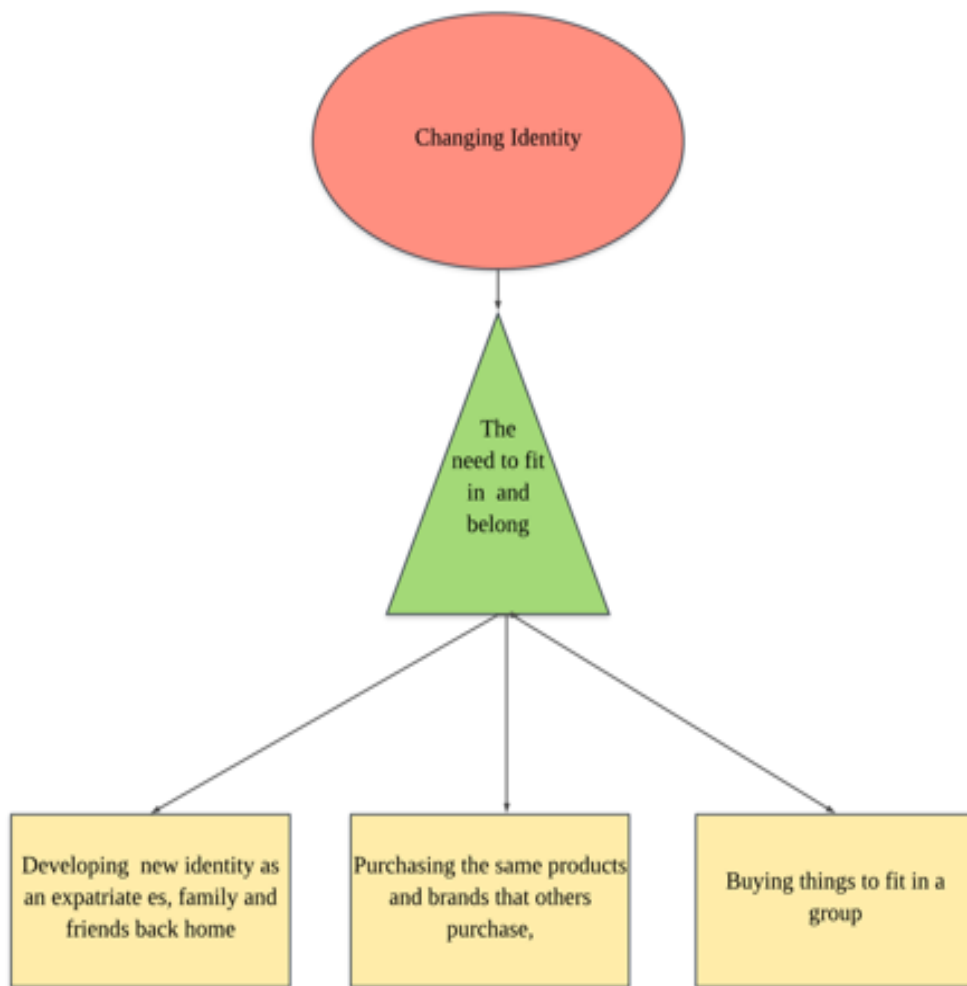 Changing Identity
The
need to fit
in and
belong
Developing new identity as
an expatriate es, family and
friends back home
Purchasing the same products
and brands that others
purchase,
Buying things to fit in a
group